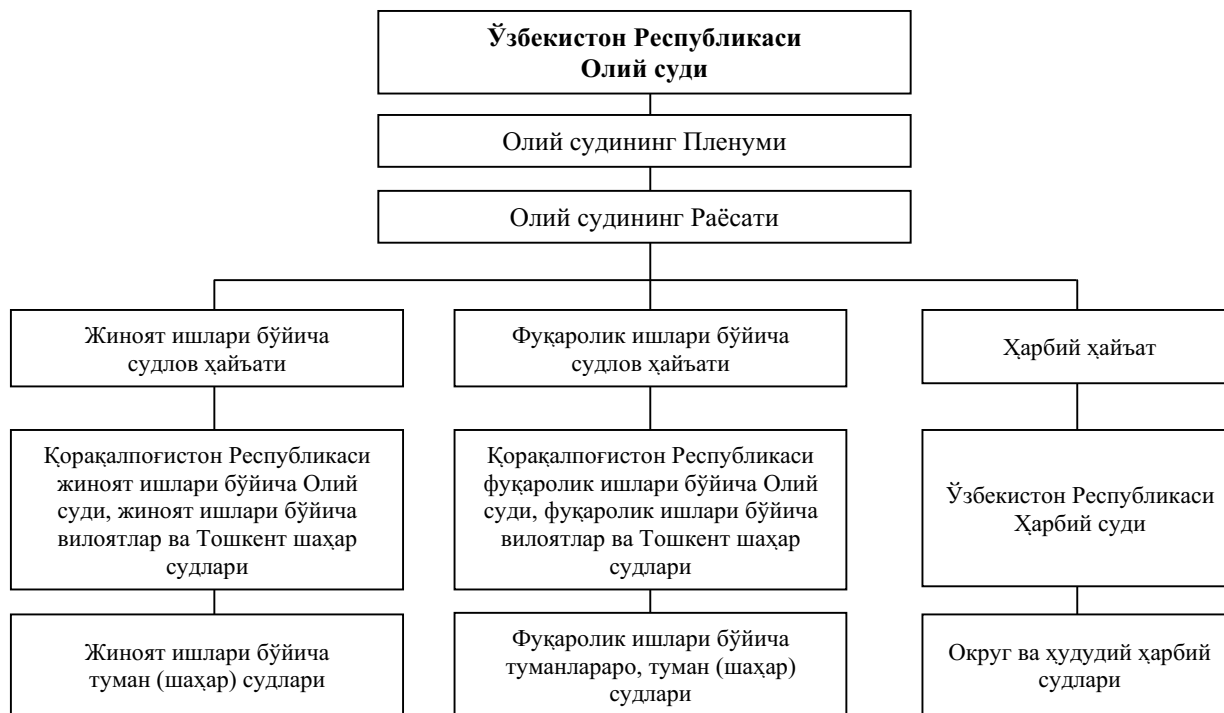 Ўзбекистон Республикаси
Олий суди
Олий судининг Пленуми
Олий судининг Раёсати
Жиноят ишлари бўйича
судлов ҳайъати
Фуқаролик ишлари бўйича
судлов ҳайъати
Ҳарбий ҳайъат
Қорақалпоғистон Республикаси
жиноят ишлари бўйича Олий
суди, жиноят ишлари бўйича
вилоятлар ва Тошкент шаҳар
судлари
Қорақалпоғистон Республикаси
фуқаролик ишлари бўйича Олий
суди, фуқаролик ишлари бўйича
вилоятлар ва Тошкент шаҳар
судлари
Ўзбекистон Республикаси
Ҳарбий суди
Жиноят ишлари бўйича
туман (шаҳар) судлари
Фуқаролик ишлари бўйича
туманлараро, туман (шаҳар)
судлари
Округ ва ҳудудий ҳарбий
судлари